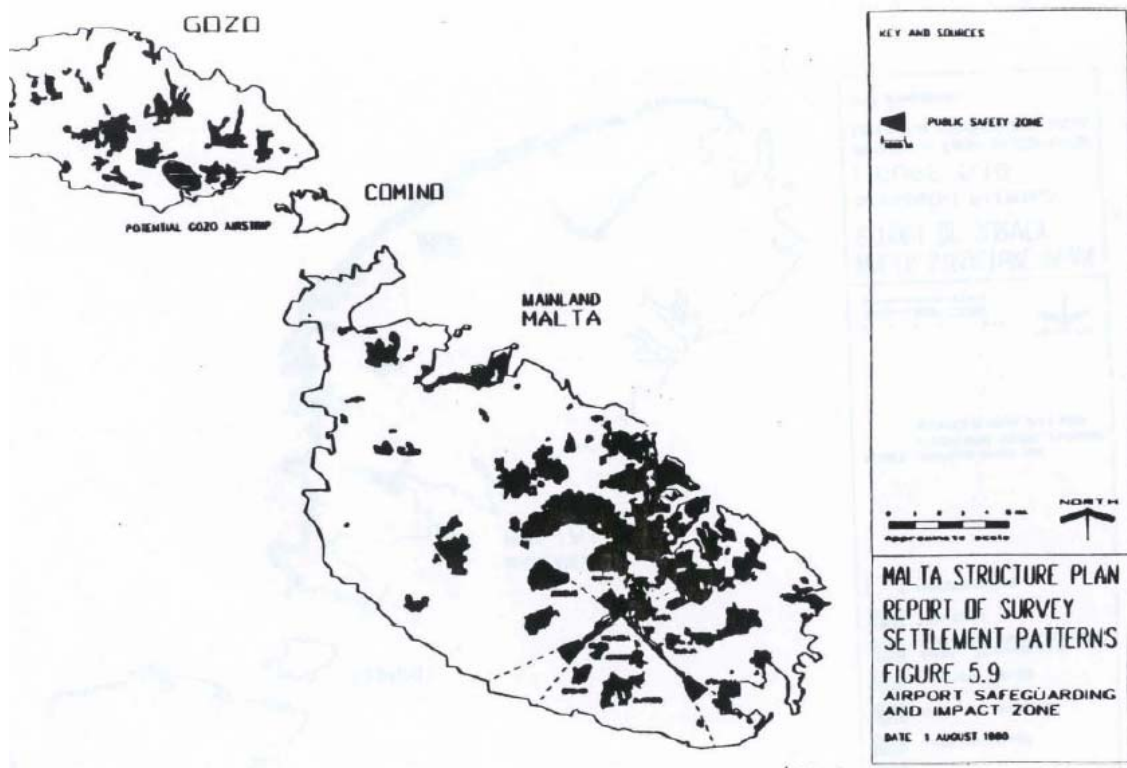 GOZO
COMINO
POTENTIAL GOZO AIRSTRIP
MAINLAND
MALTA
KEY AND SOURCES
PUBLIC SAFETY ZONE
NORTH
Approximate scale
MALTA STRUCTURE PLAN
REPORT OF SURVEY
SETTLEMENT PATTERNS
FIGURE 5.9
AIRPORT SAFEGUARDING
AND IMPACT ZONE
DATE 1 AUGUST